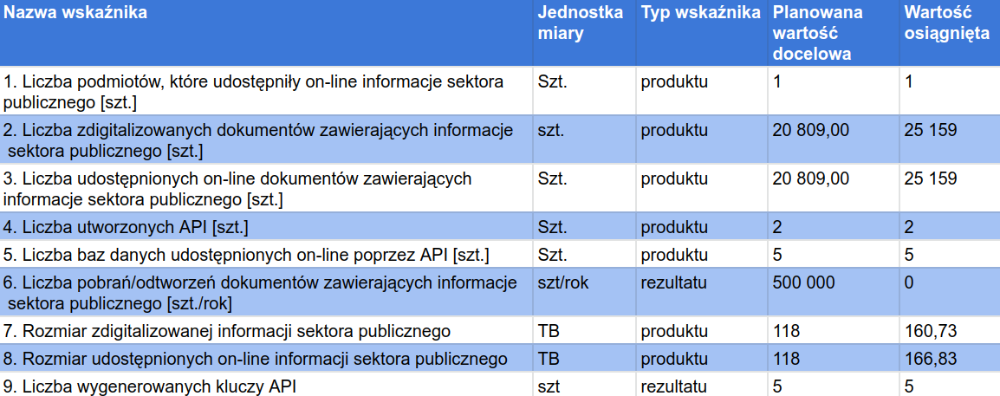 Nazwa wskaźnika Jednostka miary Typ wskaźnika Planowana wartość docelowa Wartość osiągnięta
1. Liczba podmiotów, które udostępniły on-line informacje sektora publicznego [szt.] Szt. produktu 1 1
2. Liczba zdigitalizowanych dokumentów zawierających informacje sektora publicznego [szt.] szt. produktu 20 809,00 25 159
3. Liczba udostępnionych on-line dokumentów zawierających informacje sektora publicznego [szt.] Szt. produktu 20 809,00 25 159
4. Liczba utworzonych API [szt.] Szt. produktu 2 2
5. Liczba baz danych udostępnionych on-line poprzez API [szt.] Szt. produktu 5 5
6. Liczba pobrań/odtworzeń dokumentów zawierających informacje sektora publicznego [szt./rok] szt/rok rezultatu 500 000 0
7. Rozmiar zdigitalizowanej informacji sektora publicznego TB produktu 118 160,73
8. Rozmiar udostępnionych on-line informacji sektora publicznego TB produktu 118 166,83
9. Liczba wygenerowanych kluczy API szt rezultatu 5 5